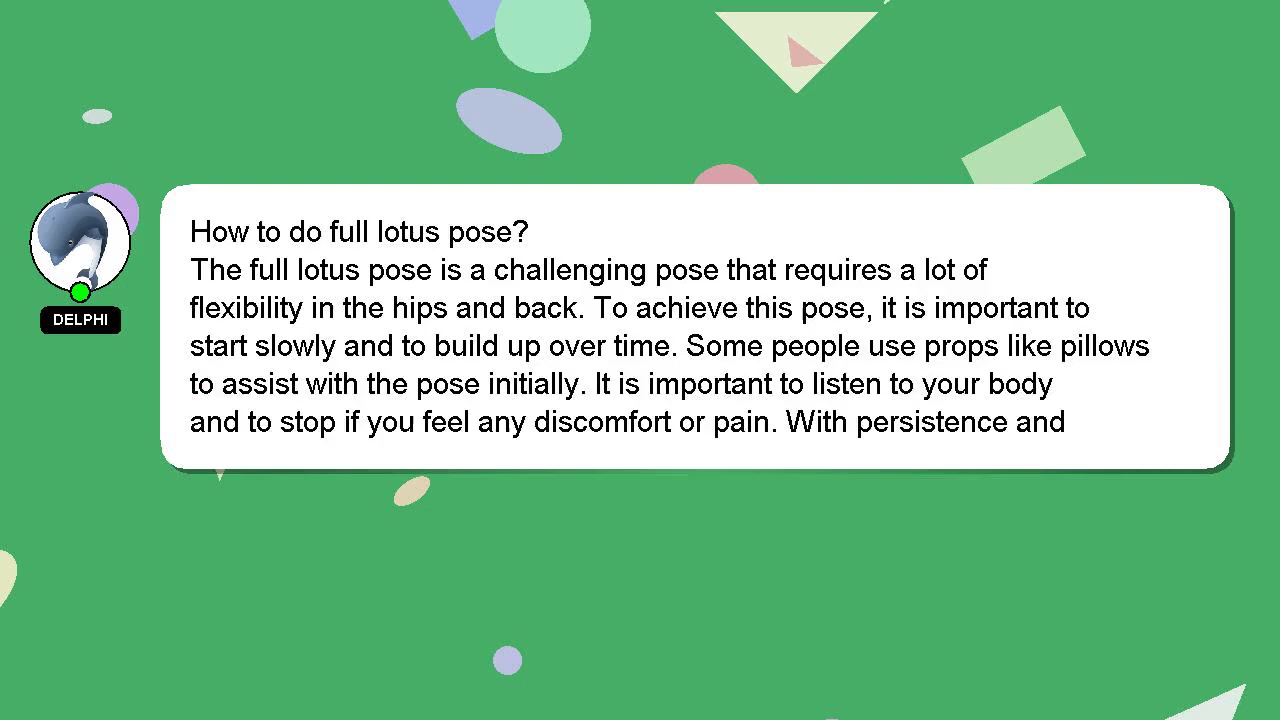 How to do full lotus pose?
The full lotus pose is a challenging pose that requires a lot of
flexibility in the hips and back. To achieve this pose, it is important to
start slowly and to build up over time. Some people use props like pillows
to assist with the pose initially. It is important to listen to your body
and to stop if you feel any discomfort or pain. With persistence and
DELPHI